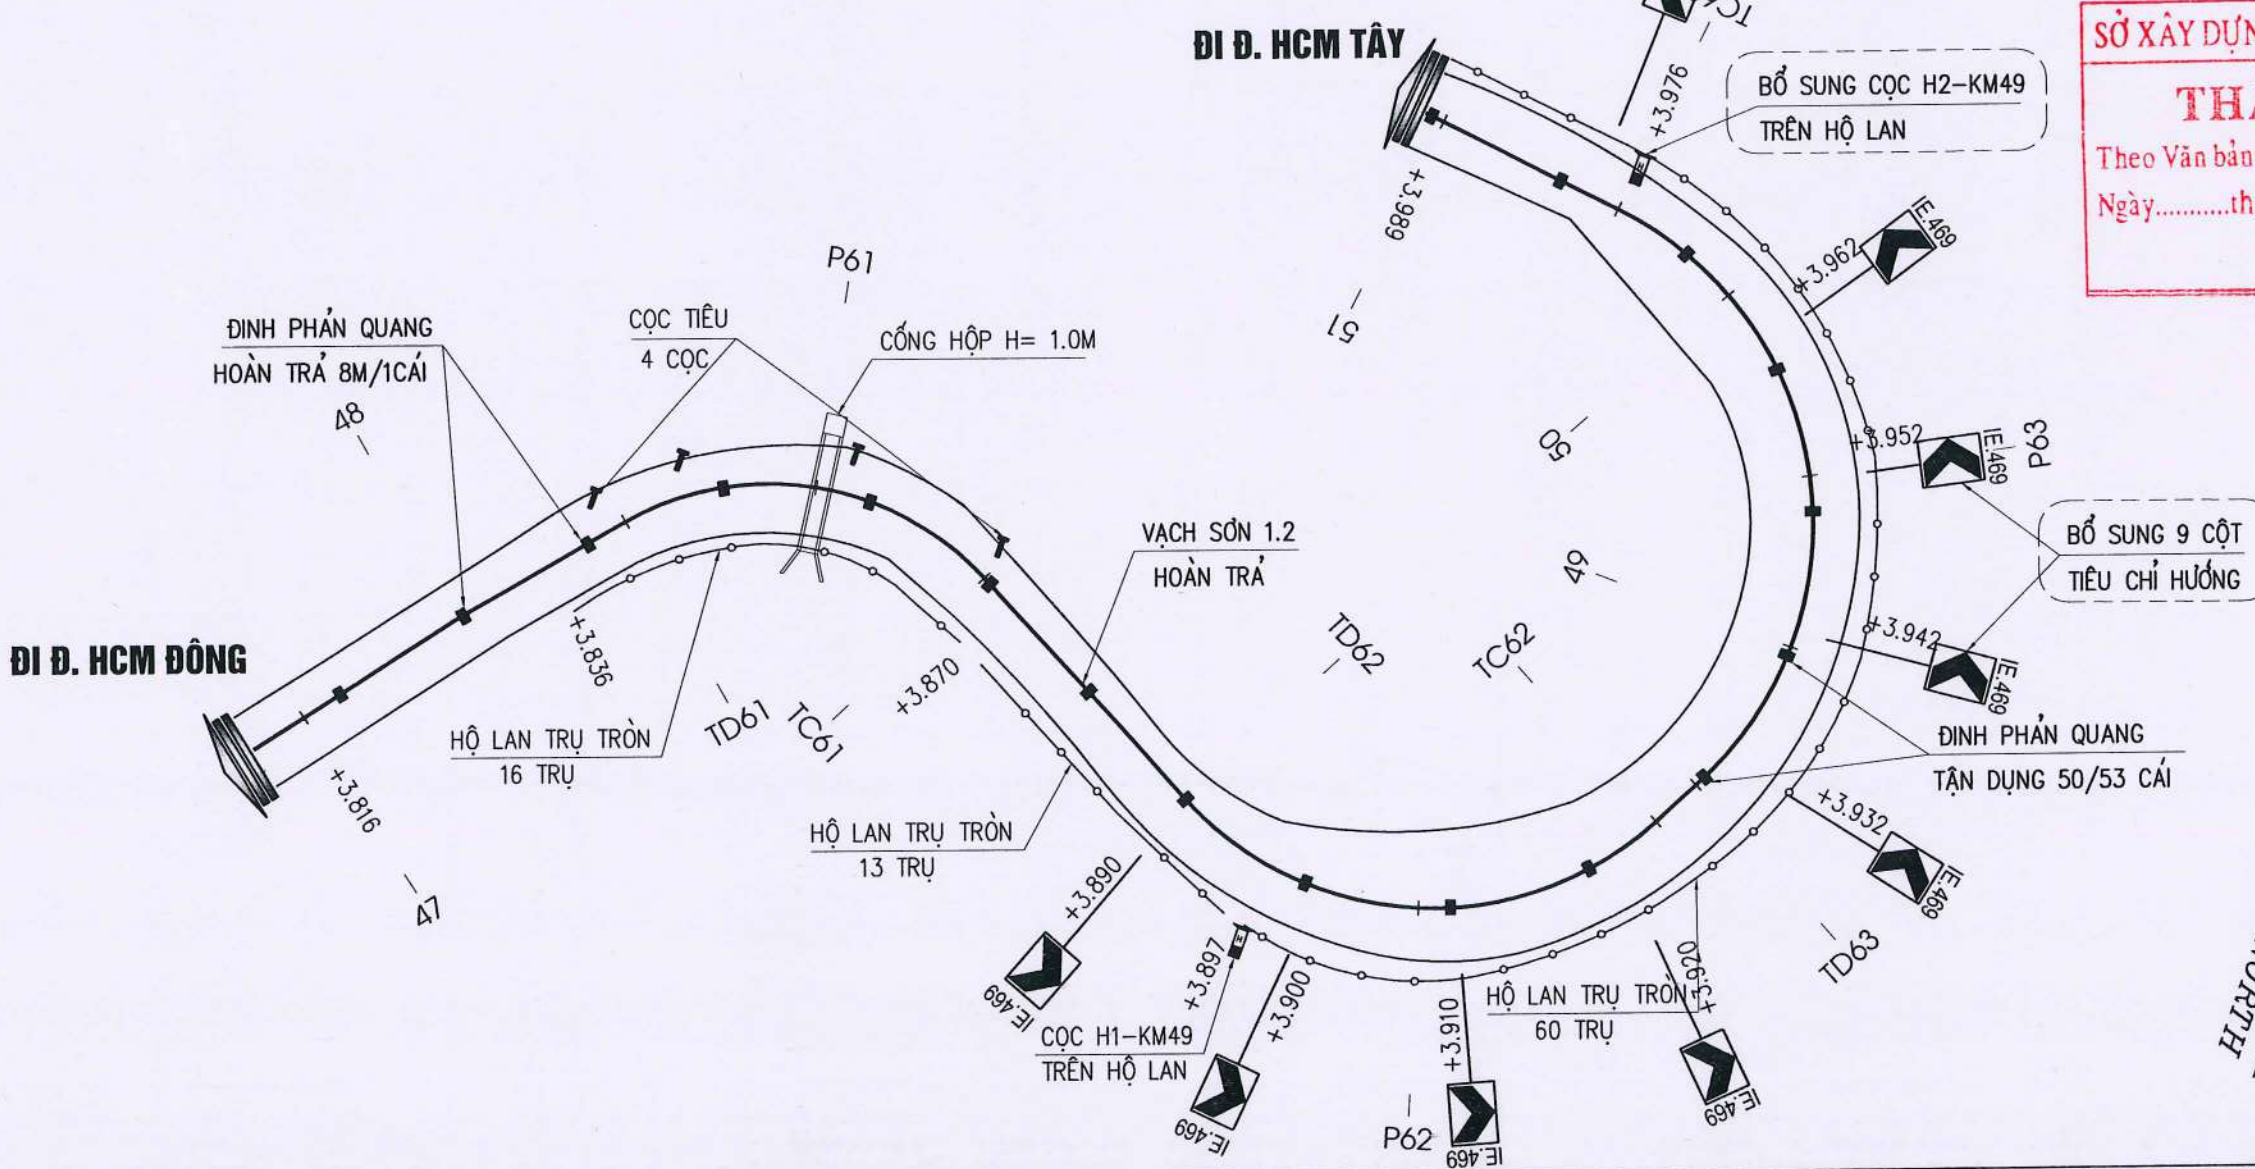 ĐI Đ. HCM TÂY
TC6
+3.976
BỔ SUNG CỌC H2-KM49
TRÊN HỘ LAN
SỞ XÂY DỰN
THA
Theo Văn bản
Ngày...........th
+3.989
51
IE.469
+3.962
P61
ĐINH PHẢN QUANG
HOÀN TRẢ 8M/1CÁI
48
CỌC TIÊU
4 CỌC
CỐNG HỘP H= 1.0M
50
+3.952
IE.469
P63
VẠCH SƠN 1.2
HOÀN TRẢ
49
BỔ SUNG 9 CỘT
TIÊU CHỈ HƯỚNG
+3.942
IE.469
ĐI Đ. HCM ĐÔNG
+3.836
TD62
TC62
+3.870
TD61
TC61
HỘ LAN TRỤ TRÒN
16 TRỤ
+3.816
47
ĐINH PHẢN QUANG
TẬN DỤNG 50/53 CÁI
HỘ LAN TRỤ TRÒN
13 TRỤ
+3.932
IE.469
+3.890
IE.469
+3.897
+3.900
CỌC H1-KM49
TRÊN HỘ LAN
IE.469
+3.910
HỘ LAN TRỤ TRÒN
60 TRỤ
+3.920
TD63
IE.469
P62
IE.469